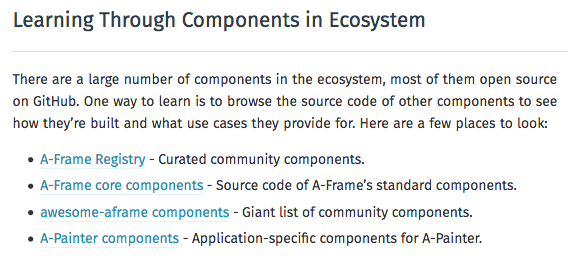 Learning Through Components in Ecosystem
There are a large number of components in the ecosystem, most of them open source
on GitHub. One way to learn is to browse the source code of other components to see
how they’re built and what use cases they provide for. Here are a few places to look:
• A-Frame Registry - Curated community components.
• A-Frame core components - Source code of A-Frame’s standard components.
• awesome-aframe components - Giant list of community components.
• A-Painter components - Application-specific components for A-Painter.